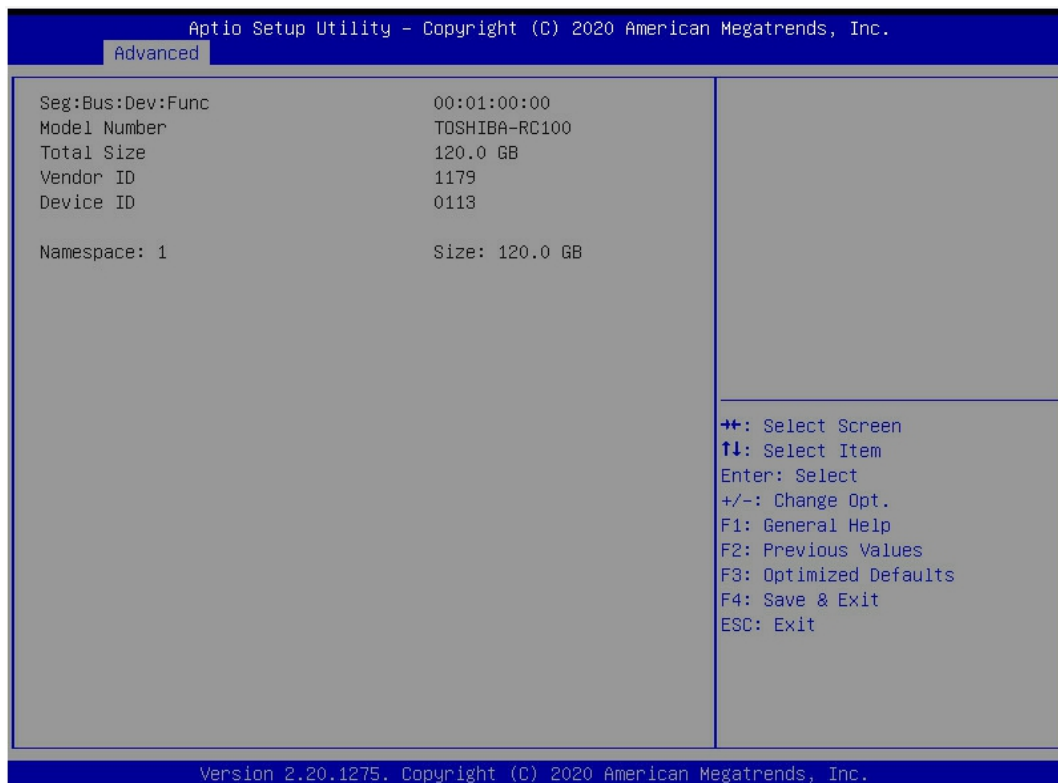 Aptio Setup Utility – Copyright (C) 2020 American Megatrends, Inc.
Advanced
Seg:Bus:Dev:Func 00:01:00:00
Model Number TOSHIBA-RC100
Total Size 120.0 GB
Vendor ID 1179
Device ID 0113
Namespace: 1 Size: 120.0 GB
→←: Select Screen
↑↓: Select Item
Enter: Select
+/-: Change Opt.
F1: General Help
F2: Previous Values
F3: Optimized Defaults
F4: Save & Exit
ESC: Exit
Version 2.20.1275. Copyright (C) 2020 American Megatrends, Inc.